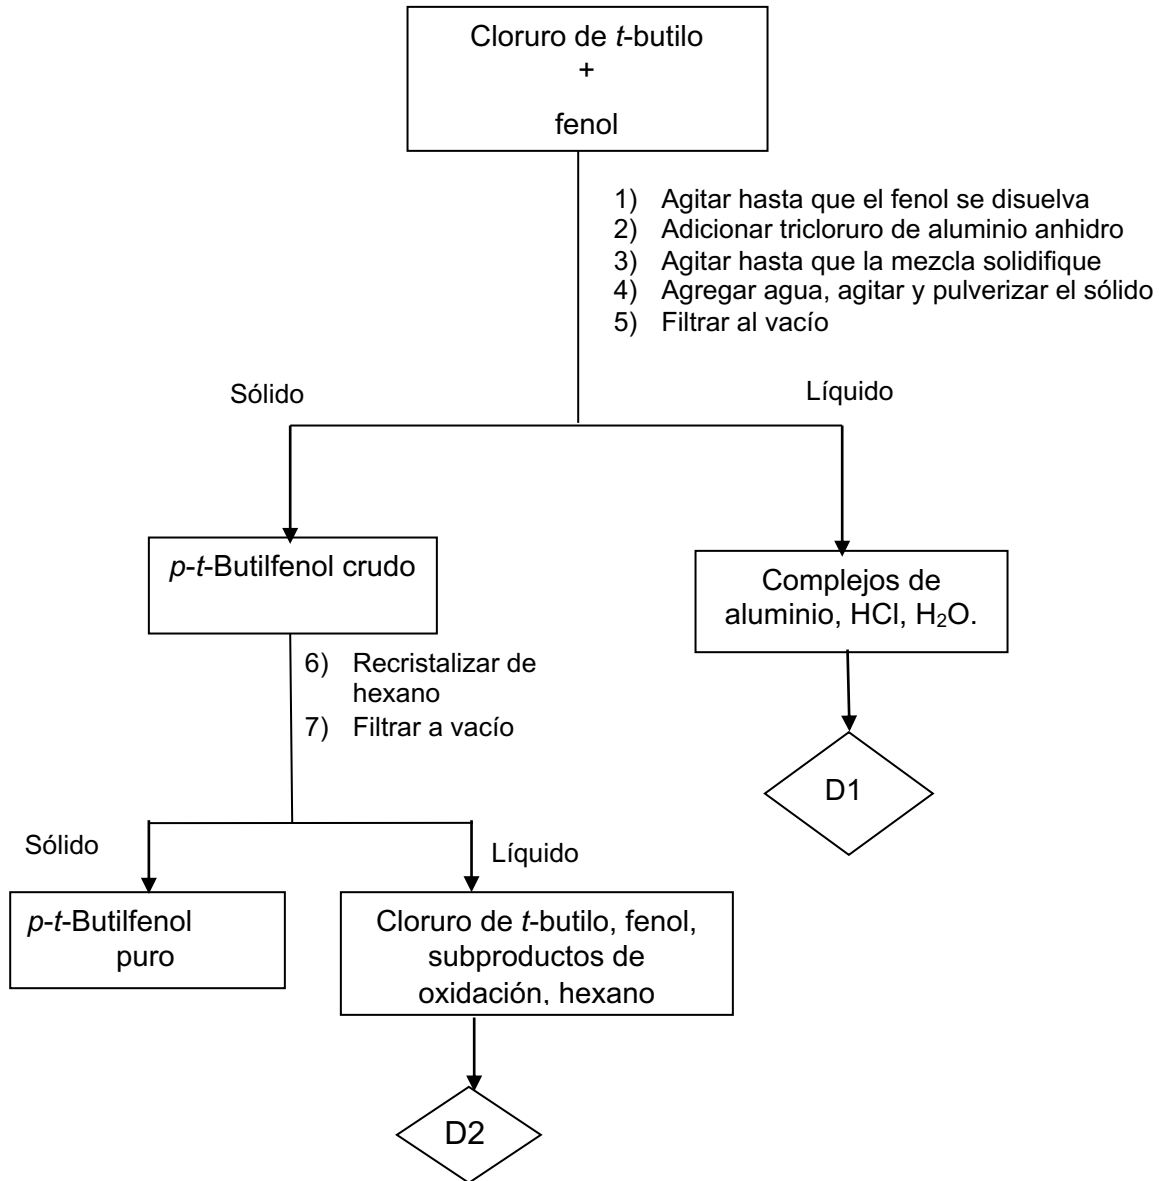 Cloruro de t-butilo
+
fenol
1) Agitar hasta que el fenol se disuelva
2) Adicionar tricloruro de aluminio anhidro
3) Agitar hasta que la mezcla solidifique
4) Agregar agua, agitar y pulverizar el sólido
5) Filtrar al vacío
Sólido
Líquido
p-t-Butilfenol crudo
Complejos de
aluminio, HCl, H₂O.
6) Recristalizar de
hexano
7) Filtrar a vacío
D1
Sólido
Líquido
p-t-Butilfenol
puro
Cloruro de t-butilo, fenol,
subproductos de
oxidación, hexano
D2